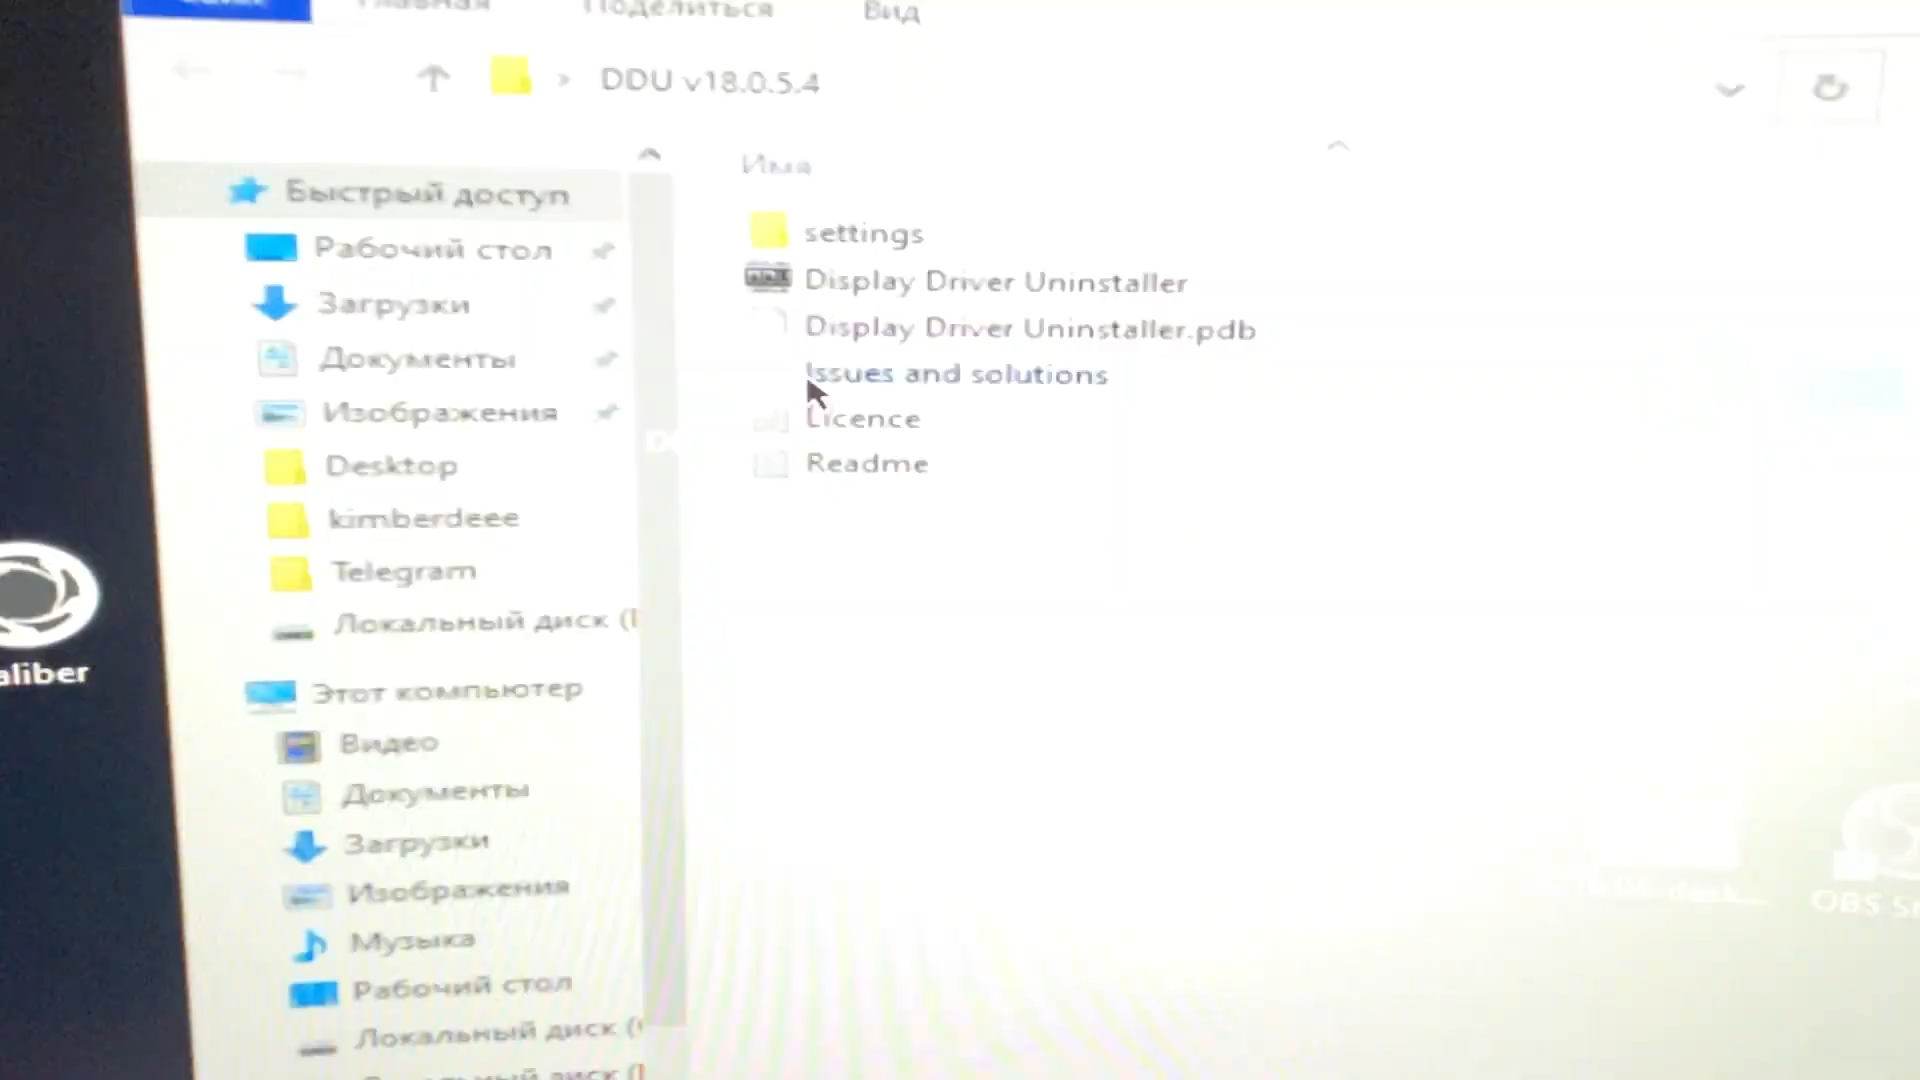 Главная Поделиться Вид
DDU v18.0.5.4
Имя
Быстрый доступ
Рабочий стол
Загрузки
Документы
Изображения
Desktop
kimberdeee
Telegram
Локальный диск (
Этот компьютер
Видео
Документы
Загрузки
Изображения
Музыка
Рабочий стол
Локальный диск (
settings
Display Driver Uninstaller
Display Driver Uninstaller.pdb
Issues and solutions
Licence
Readme
aliber
OBS